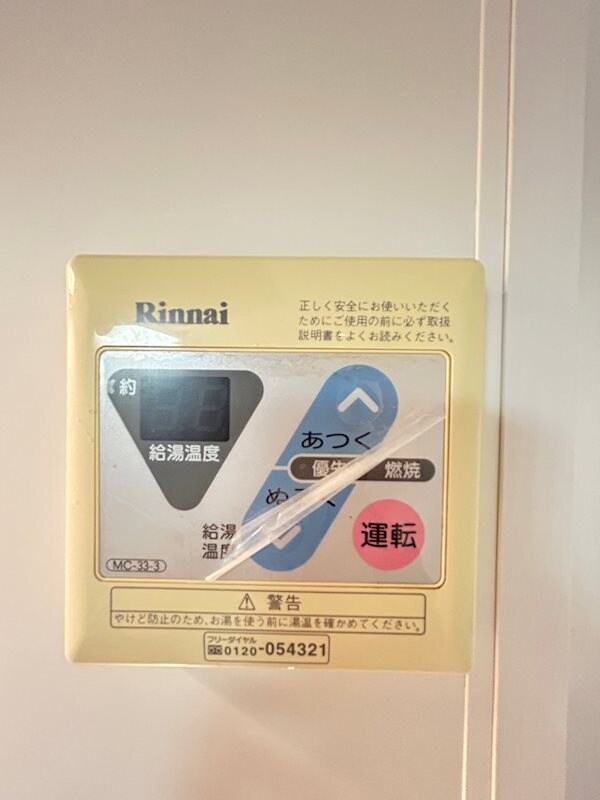 Rinnai
正しく安全にお使いいただく
ためにご使用の前に必ず取扱
説明書をよくお読みください。
約
給湯温度
あつく
燃焼
給湯
運転
MC-33-3
警告
やけど防止のため、お湯を使う前に湯温を確かめてください。
フリーダイヤル
0120-054321